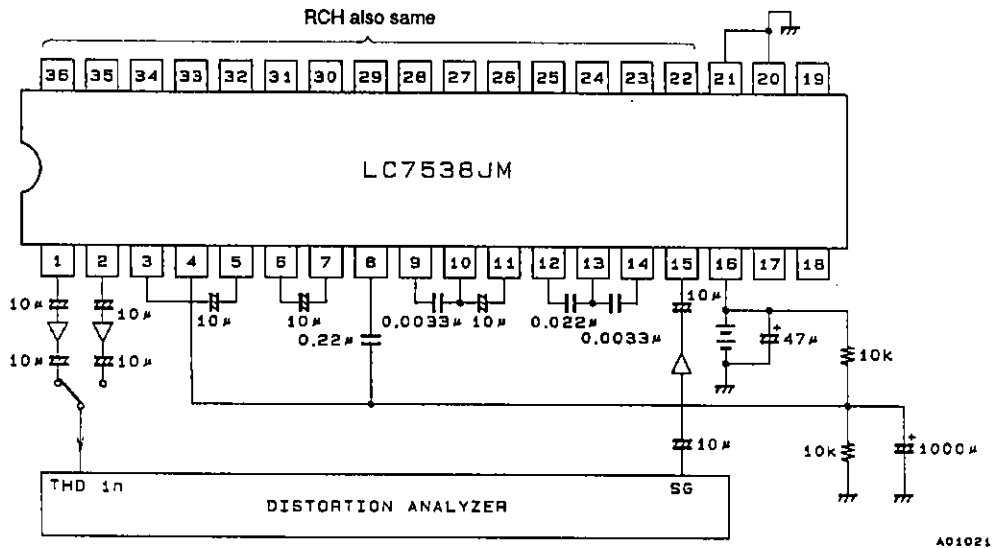 RCH also same
36 35 34 33 32 31 30 29 28 27 26 25 24 23 22 21 20 19
LC7538JM
1 2 3 4 5 6 7 8 9 10 11 12 13 14 15 16 17 18
10µ 10µ 10µ 10µ 0.22µ 0.0033µ 10µ 0.022µ 0.0033µ 10µ 47µ 10k
10µ 10µ
10µ 10k 1000µ
THD in SG
DISTORTION ANALYZER
A01021